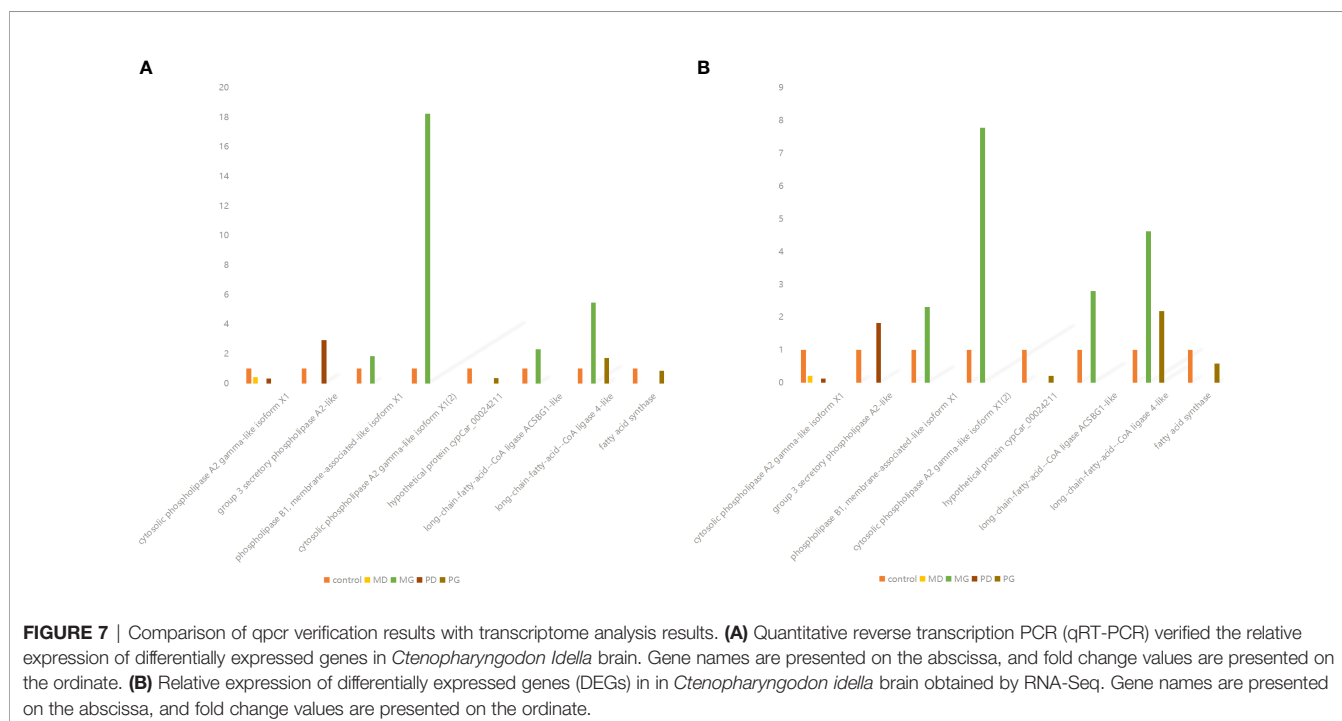 A
20
18
16
14
12
10
8
6
4
2
0
cytosolic phospholipase A2 gamma-like isoform X1
group 3 secretory phospholipase A2-like
phospholipase B1, membrane-associated-like isoform X1
cytosolic phospholipase A2 gamma-like isoform X1(2)
hypothetical protein cypCar_00024211
long-chain-fatty-acid--CoA ligase ACSBG1-like
long-chain-fatty-acid--CoA ligase 4-like
fatty acid synthase
control MD MG PD PG
B
9
8
7
6
5
4
3
2
1
0
cytosolic phospholipase A2 gamma-like isoform X1
group 3 secretory phospholipase A2-like
phospholipase B1, membrane-associated-like isoform X1
cytosolic phospholipase A2 gamma-like isoform X1(2)
hypothetical protein cypCar_00024211
long-chain-fatty-acid--CoA ligase ACSBG1-like
long-chain-fatty-acid--CoA ligase 4-like
fatty acid synthase
control MD MG PD PG
FIGURE 7 | Comparison of qpcr verification results with transcriptome analysis results. (A) Quantitative reverse transcription PCR (qRT-PCR) verified the relative
expression of differentially expressed genes in Ctenopharyngodon Idella brain. Gene names are presented on the abscissa, and fold change values are presented on
the ordinate. (B) Relative expression of differentially expressed genes (DEGs) in in Ctenopharyngodon idella brain obtained by RNA-Seq. Gene names are presented
on the abscissa, and fold change values are presented on the ordinate.